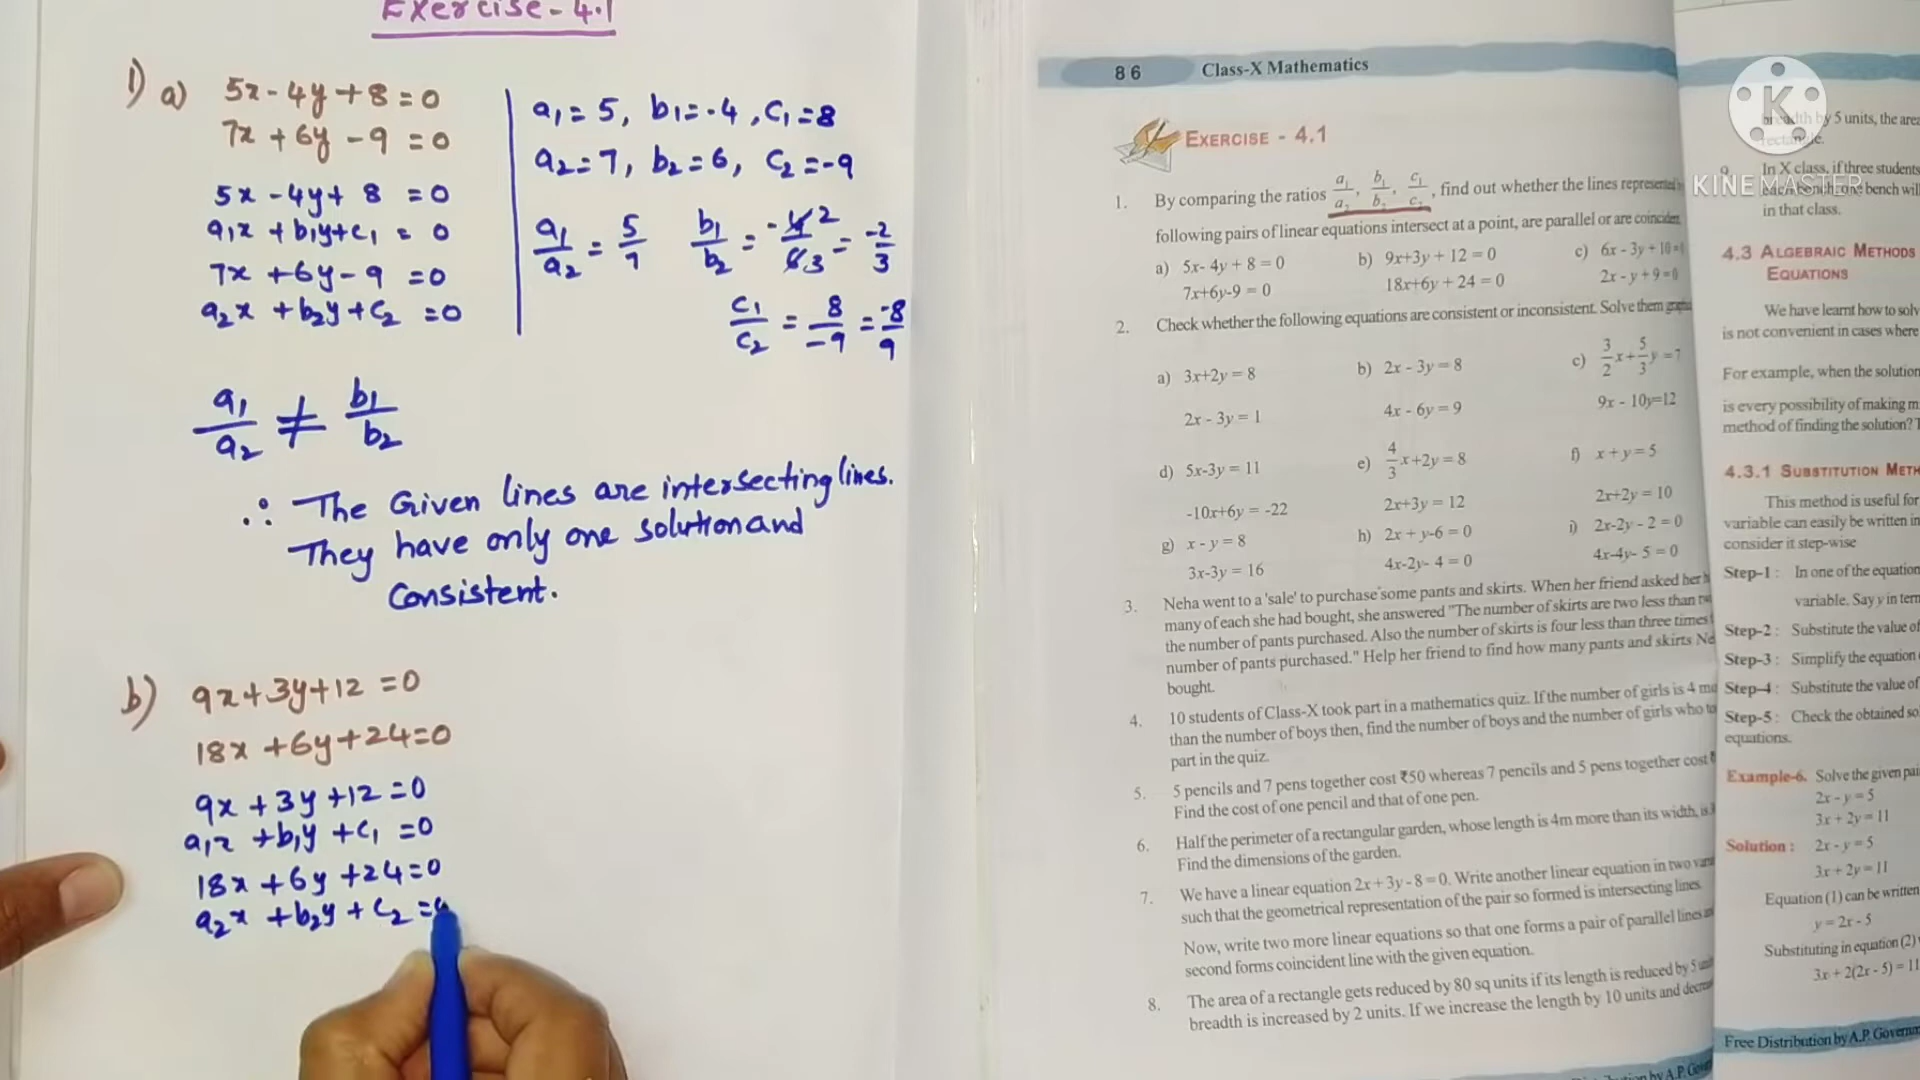 Exercise-4.1
1) a) 5x - 4y + 8 = 0
7x + 6y - 9 = 0
5x - 4y + 8 = 0
a₁x + b₁y + c₁ = 0
7x + 6y - 9 = 0
a₂x + b₂y + c₂ = 0
a₁ = 5, b₁ = -4, c₁ = 8
a₂ = 7, b₂ = 6, c₂ = -9
a₁/a₂ = 5/7 b₁/b₂ = -4 2/6 3 = -2/3
c₁/c₂ = 8/-9 = -8/9
a₁/a₂ ≠ b₁/b₂
∴ The Given lines are intersecting lines.
They have only one solution and
Consistent.
b) 9x + 3y + 12 = 0
18x + 6y + 24 = 0
9x + 3y + 12 = 0
a₁x + b₁y + c₁ = 0
18x + 6y + 24 = 0
a₂x + b₂y + c₂ =
86 Class-X Mathematics
EXERCISE - 4.1
1. By comparing the ratios a₁/a₂, b₁/b₂, c₁/c₂, find out whether the lines represented
following pairs of linear equations intersect at a point, are parallel or are
a) 5x- 4y + 8 = 0 b) 9x+3y + 12 = 0 c) 6x - 3y + 10 =
7x+6y-9 = 0 18x+6y + 24 = 0 2x - y + 9 = 0
2. Check whether the following equations are consistent or inconsistent. Solve them
a) 3x+2y = 8 b) 2x - 3y = 8 c) 3/2 x+ 5/3 y = 7
2x - 3y = 1 4x - 6y = 9 9x - 10y=12
d) 5x-3y = 11 e) 4/3 x+2y = 8 f) x + y = 5
-10x+6y = -22 2x+3y = 12 2x+2y = 10
g) x - y = 8 h) 2x + y-6 = 0 i) 2x-2y - 2 = 0
3x-3y = 16 4x-2y- 4 = 0 4x-4y- 5 = 0
3. Neha went to a 'sale' to purchase some pants and skirts. When her friend asked her
many of each she had bought, she answered "The number of skirts are two less than
the number of pants purchased. Also the number of skirts is four less than three times
number of pants purchased." Help her friend to find how many pants and skirts Ne
bought.
4. 10 students of Class-X took part in a mathematics quiz. If the number of girls is 4 mo
than the number of boys then, find the number of boys and the number of girls who to
part in the quiz.
5. 5 pencils and 7 pens together cost ₹50 whereas 7 pencils and 5 pens together cost
Find the cost of one pencil and that of one pen.
6. Half the perimeter of a rectangular garden, whose length is 4m more than its width, is
Find the dimensions of the garden.
7. We have a linear equation 2x + 3y - 8 = 0. Write another linear equation in two
such that the geometrical representation of the pair so formed is intersecting lines.
Now, write two more linear equations so that one forms a pair of parallel lines
second forms coincident line with the given equation.
8. The area of a rectangle gets reduced by 80 sq units if its length is reduced by 5
breadth is increased by 2 units. If we increase the length by 10 units and
K
KINEMASTER
by 5 units, the area
rectangle.
9. In X class, if three students
bench will
in that class.
4.3 ALGEBRAIC METHODS
EQUATIONS
We have learnt how to solv
is not convenient in cases where
For example, when the solution
is every possibility of making m
method of finding the solution?
4.3.1 SUBSTITUTION METH
This method is useful for
variable can easily be written in
consider it step-wise
Step-1 : In one of the equation
variable. Say y in term
Step-2 : Substitute the value of
Step-3 : Simplify the equation
Step-4 : Substitute the value of
Step-5 : Check the obtained so
equations.
Example-6. Solve the given pai
2x - y = 5
3x + 2y = 11
Solution : 2x - y = 5
3x + 2y = 11
Equation (1) can be written
y = 2x - 5
Substituting in equation (2)
3x + 2(2x - 5) = 11
Free Distribution by A.P. Governm